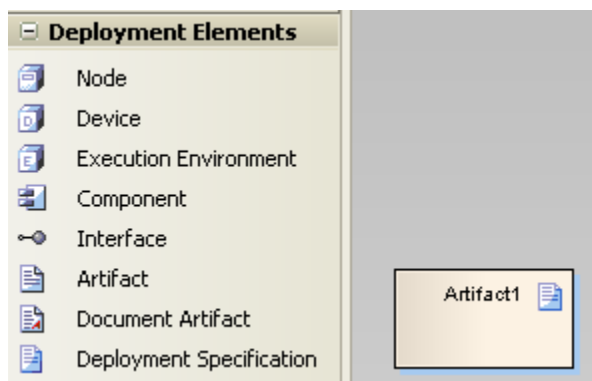 Deployment Elements
Node
Device
Execution Environment
Component
Interface
Artifact
Document Artifact
Deployment Specification
Artifact1